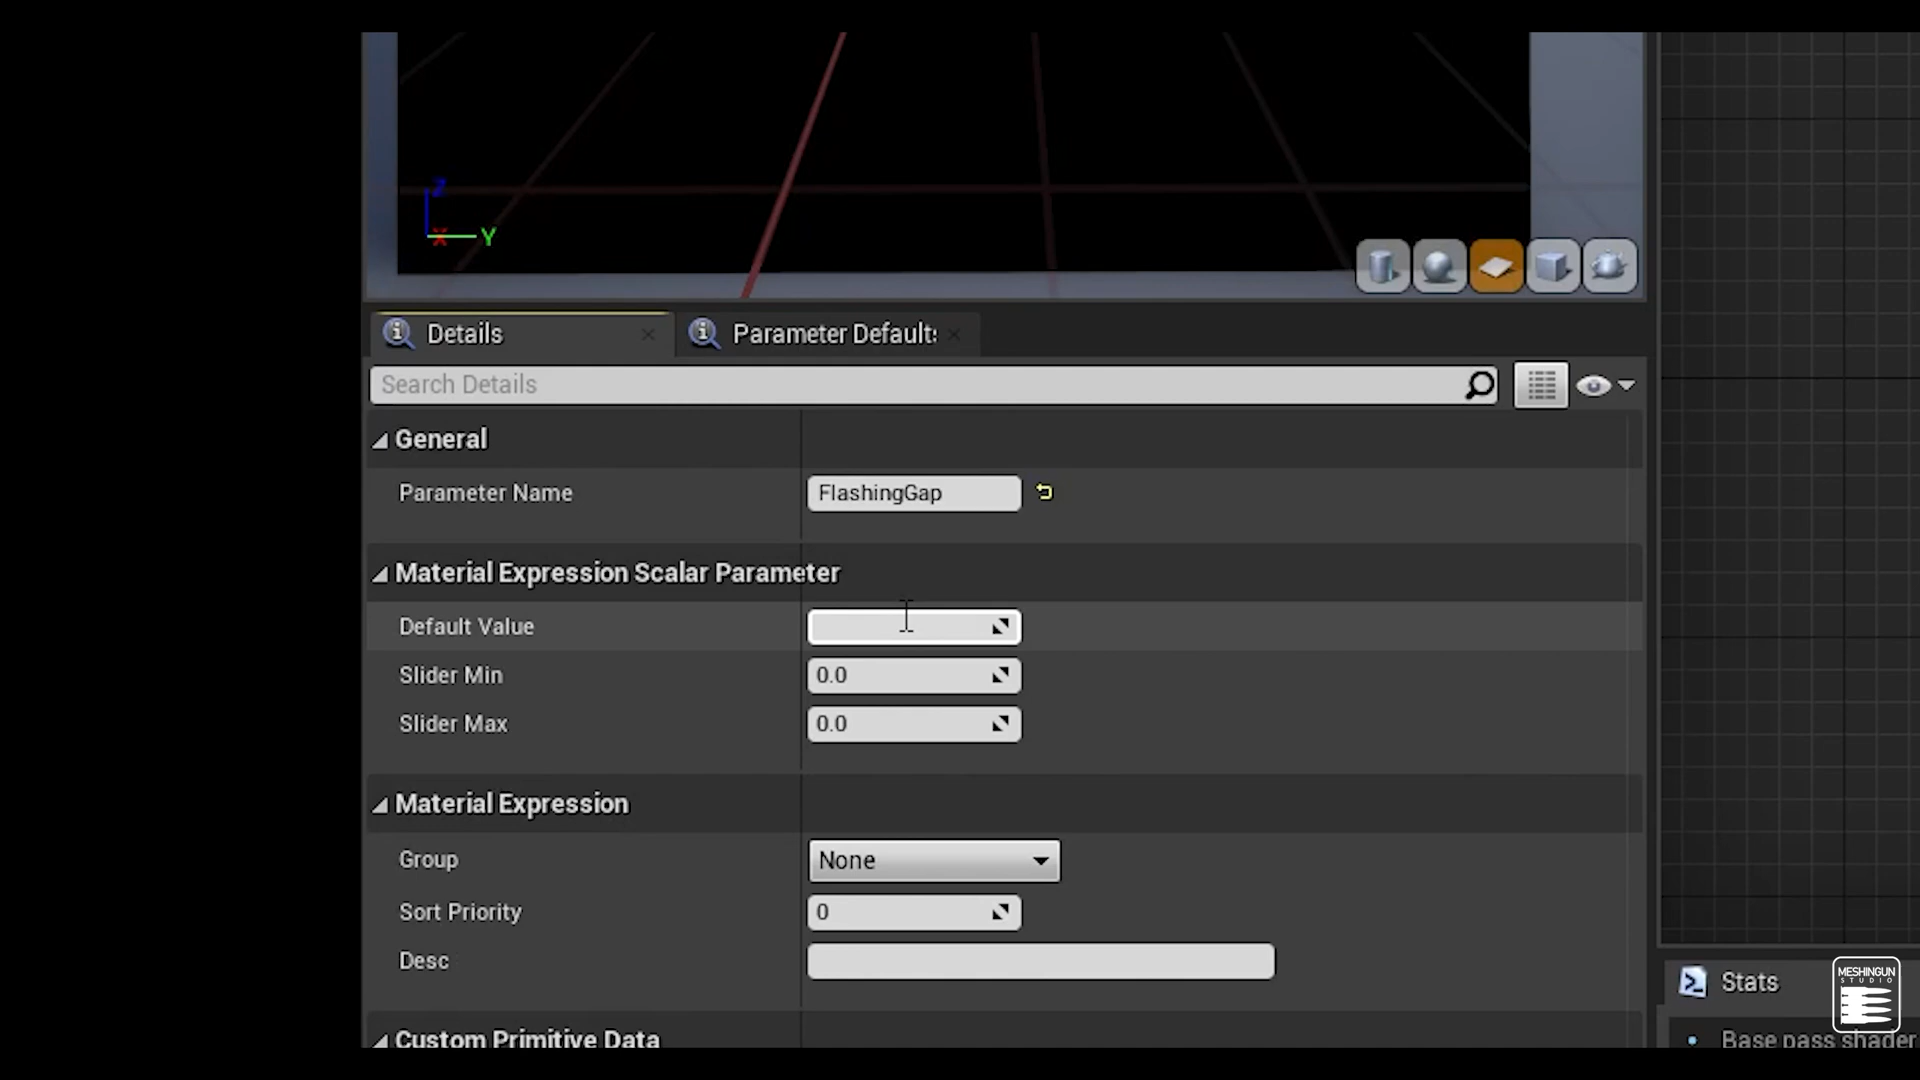 Z
X
Y
Details
Parameter Default
Search Details
General
Parameter Name
FlashingGap
Material Expression Scalar Parameter
Default Value
Slider Min
0.0
Slider Max
0.0
Material Expression
Group
None
Sort Priority
0
Desc
Custom Primitive Data
Stats
Base pass shader
MESHINGUN
STUDIO